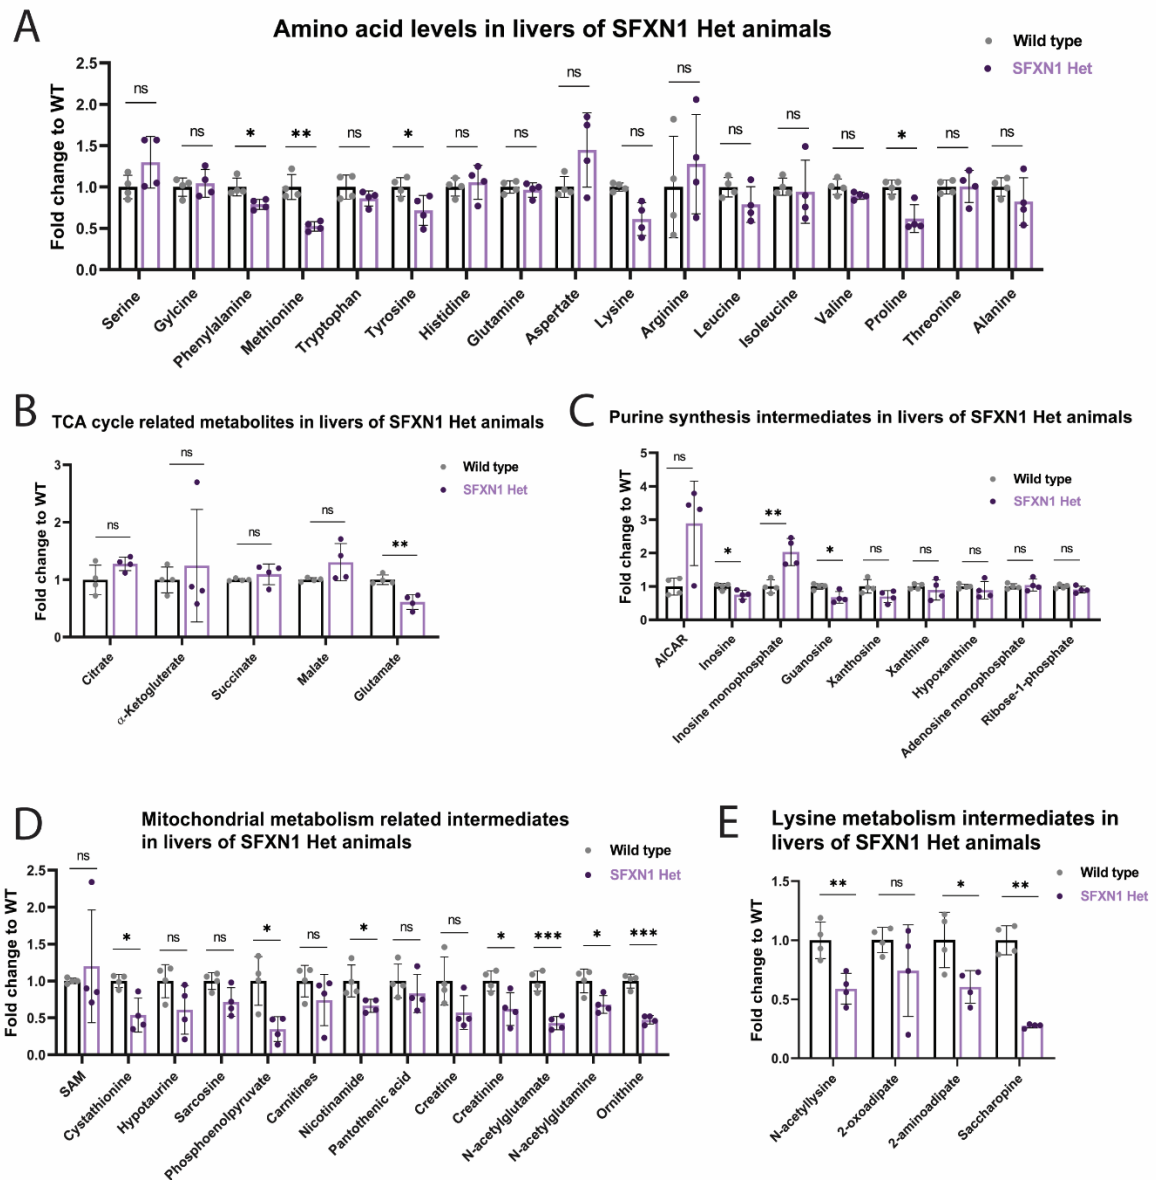 A
Amino acid levels in livers of SFXN1 Het animals
Wild type
SFXN1 Het
Fold change to WT
2.5
2.0
1.5
1.0
0.5
0.0
ns
ns
*
**
ns
*
ns
ns
ns
ns
ns
ns
ns
ns
*
ns
ns
Serine
Gylcine
Phenylalanine
Methionine
Tryptophan
Tyrosine
Histidine
Glutamine
Aspertate
Lysine
Arginine
Leucine
Isoleucine
Valine
Proline
Threonine
Alanine
B
TCA cycle related metabolites in livers of SFXN1 Het animals
Wild type
SFXN1 Het
Fold change to WT
3
2
1
0
ns
ns
ns
ns
**
Citrate
α-Ketogluterate
Succinate
Malate
Glutamate
C
Purine synthesis intermediates in livers of SFXN1 Het animals
Wild type
SFXN1 Het
Fold change to WT
5
4
3
2
1
0
ns
*
**
*
ns
ns
ns
ns
ns
AICAR
Inosine
Inosine monophosphate
Guanosine
Xanthosine
Xanthine
Hypoxanthine
Adenosine monophosphate
Ribose-1-phosphate
D
Mitochondrial metabolism related intermediates
in livers of SFXN1 Het animals
Wild type
SFXN1 Het
Fold change to WT
2.5
2.0
1.5
1.0
0.5
0.0
ns
*
ns
ns
*
ns
*
ns
ns
*
***
*
***
SAM
Cystathionine
Hypotaurine
Sarcosine
Phosphoenolpyruvate
Carnitines
Nicotinamide
Pantothenic acid
Creatine
Creatinine
N-acetylglutamate
N-acetylglutamine
Ornithine
E
Lysine metabolism intermediates in
livers of SFXN1 Het animals
Wild type
SFXN1 Het
Fold change to WT
1.5
1.0
0.5
0.0
**
ns
*
**
N-acetyllysine
2-oxoadipate
2-aminoadipate
Saccharopine